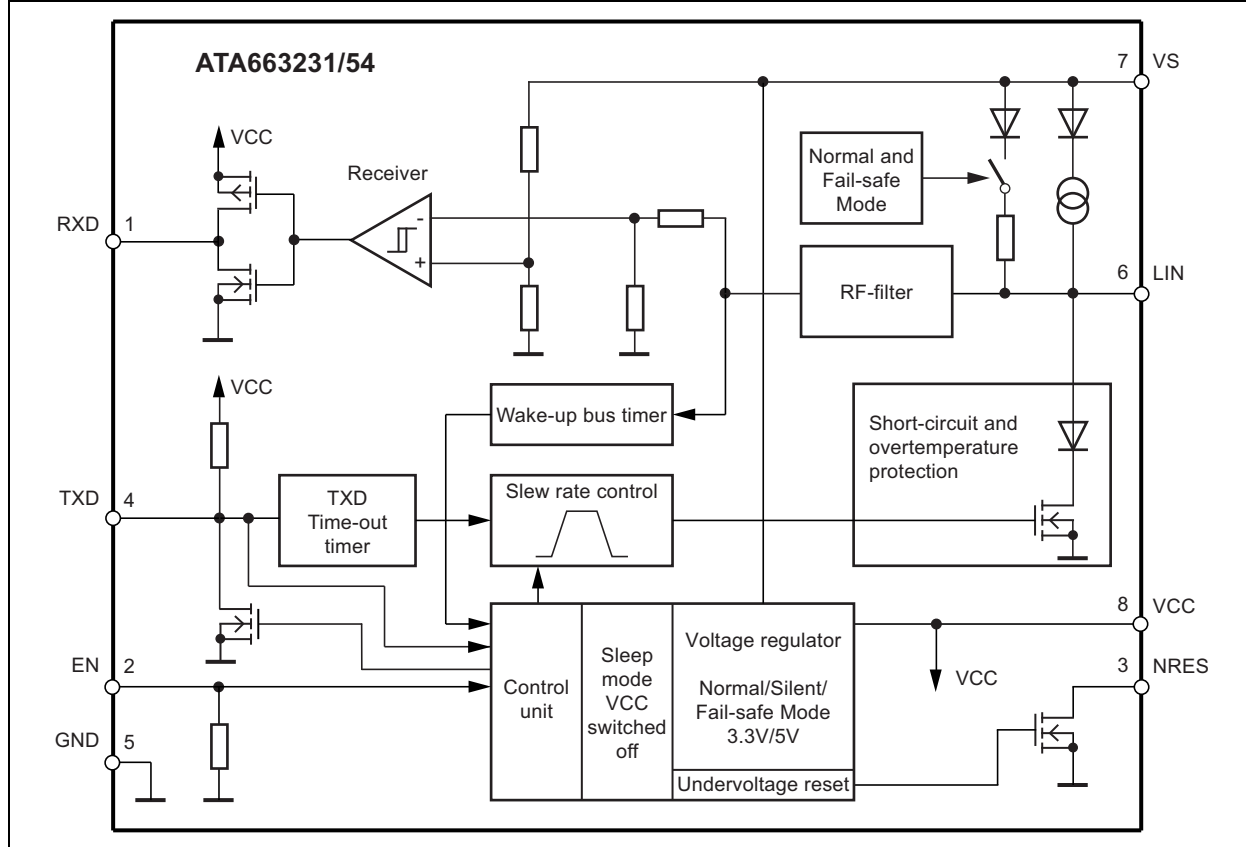 ATA663231/54
7 VS
VCC
Receiver
Normal and
Fail-safe
Mode
RXD 1
-
+
RF-filter
6 LIN
VCC
Wake-up bus timer
Short-circuit and
overtemperature
protection
TXD 4
TXD
Time-out
timer
Slew rate control
8 VCC
Voltage regulator
Normal/Silent/
Fail-safe Mode
3.3V/5V
Sleep
mode
VCC
switched
off
Control
unit
VCC
3 NRES
EN 2
GND 5
Undervoltage reset